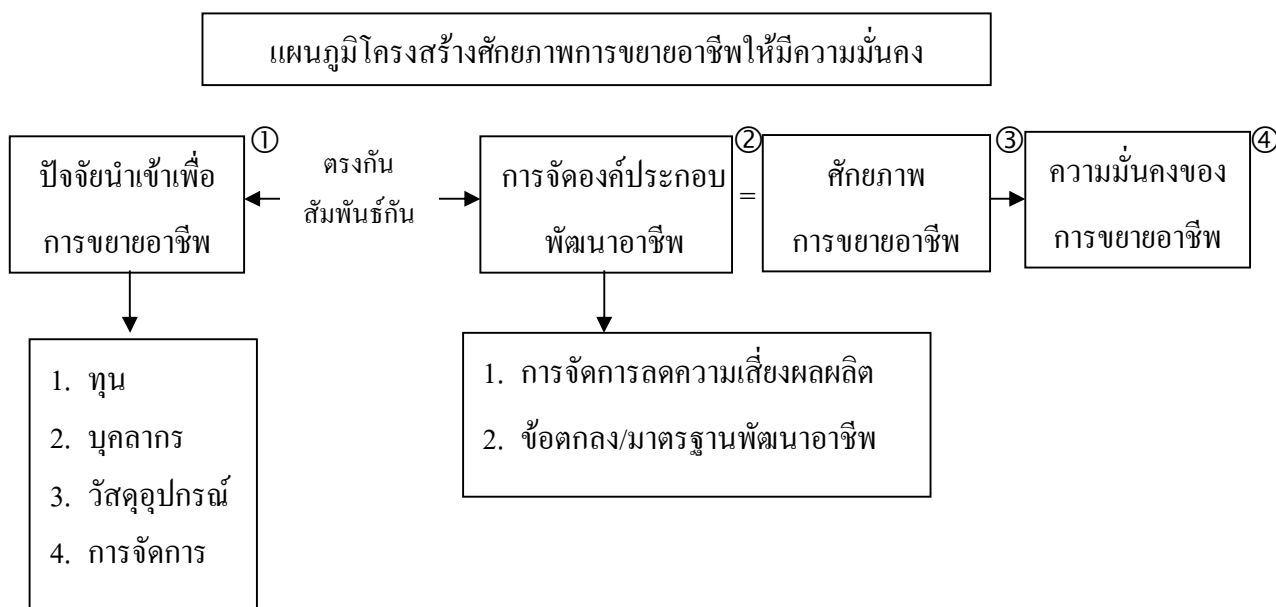 แผนภูมิโครงสร้างศักยภาพการขยายอาชีพให้มีความมั่นคง
①
ปัจจัยนำเข้าเพื่อ
การขยายอาชีพ
ตรงกัน
สัมพันธ์กัน
②
การจัดองค์ประกอบ
พัฒนาอาชีพ
=
③
ศักยภาพ
การขยายอาชีพ
④
ความมั่นคงของ
การขยายอาชีพ
1. ทุน
2. บุคลากร
3. วัสดุอุปกรณ์
4. การจัดการ
1. การจัดการลดความเสี่ยงผลผลิต
2. ข้อตกลง/มาตรฐานพัฒนาอาชีพ